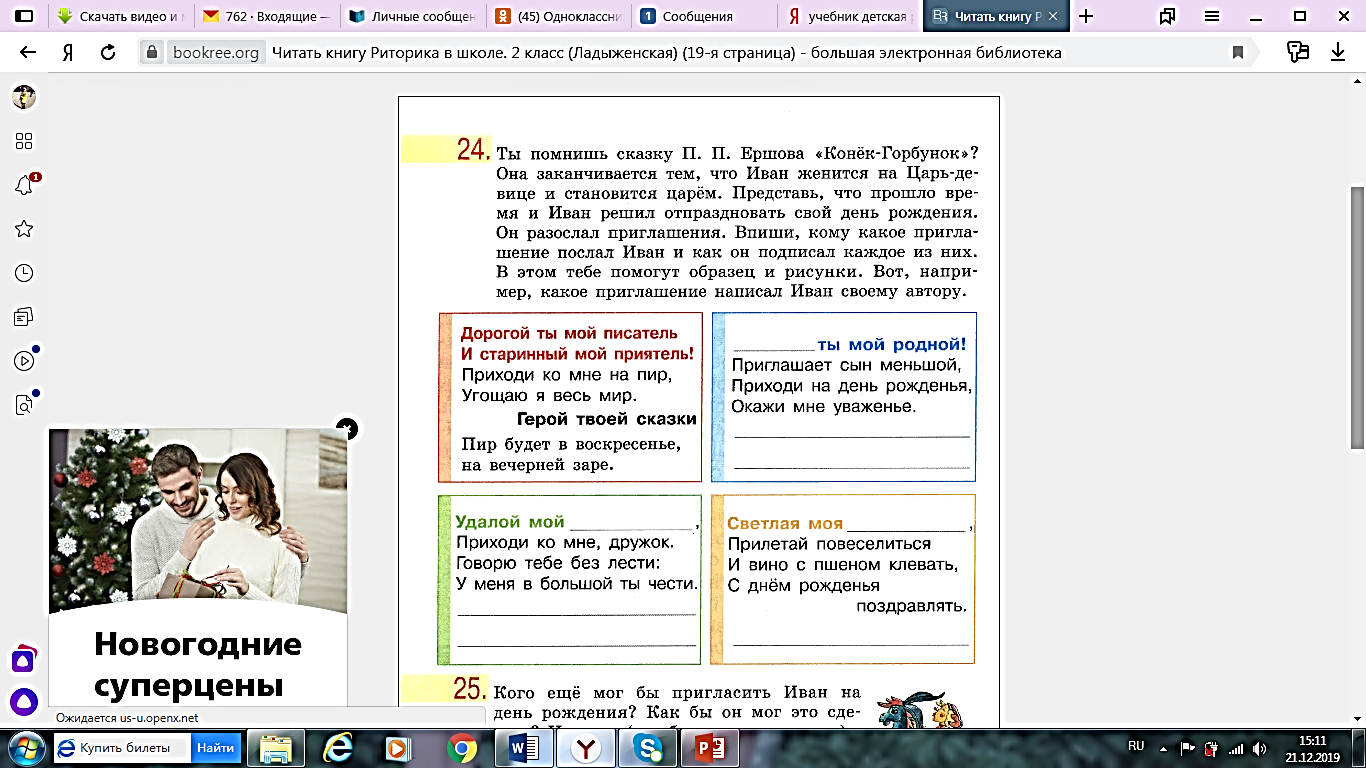 Скачать видео и м
762 · Входящие —
Личные сообщен
(45) Одноклассни
1 Сообщения
учебник детская р
Читать книгу Р
bookree.org Читать книгу Риторика в школе. 2 класс (Ладыженская) (19-я страница) - большая электронная библиотека
1
24. Ты помнишь сказку П. П. Ершова «Конёк-Горбунок»?
Она заканчивается тем, что Иван женится на Царь-де-
вице и становится царём. Представь, что прошло вре-
мя и Иван решил отпраздновать свой день рождения.
Он разослал приглашения. Впиши, кому какое пригла-
шение послал Иван и как он подписал каждое из них.
В этом тебе помогут образец и рисунки. Вот, напри-
мер, какое приглашение написал Иван своему автору.
Дорогой ты мой писатель
И старинный мой приятель!
Приходи ко мне на пир,
Угощаю я весь мир.
Герой твоей сказки
Пир будет в воскресенье,
на вечерней заре.
__________ ты мой родной!
Приглашает сын меньшой,
Приходи на день рожденья,
Окажи мне уваженье.
Удалой мой ______________,
Приходи ко мне, дружок.
Говорю тебе без лести:
У меня в большой ты чести.
Светлая моя ______________,
Прилетай повеселиться
И вино с пшеном клевать,
С днём рожденья
поздравлять.
25. Кого ещё мог бы пригласить Иван на
день рождения? Как бы он мог это сде-
Новогодние
суперцены
Ожидается us-u.openx.net
Купить билеты
Найти
RU
15:11
21.12.2019